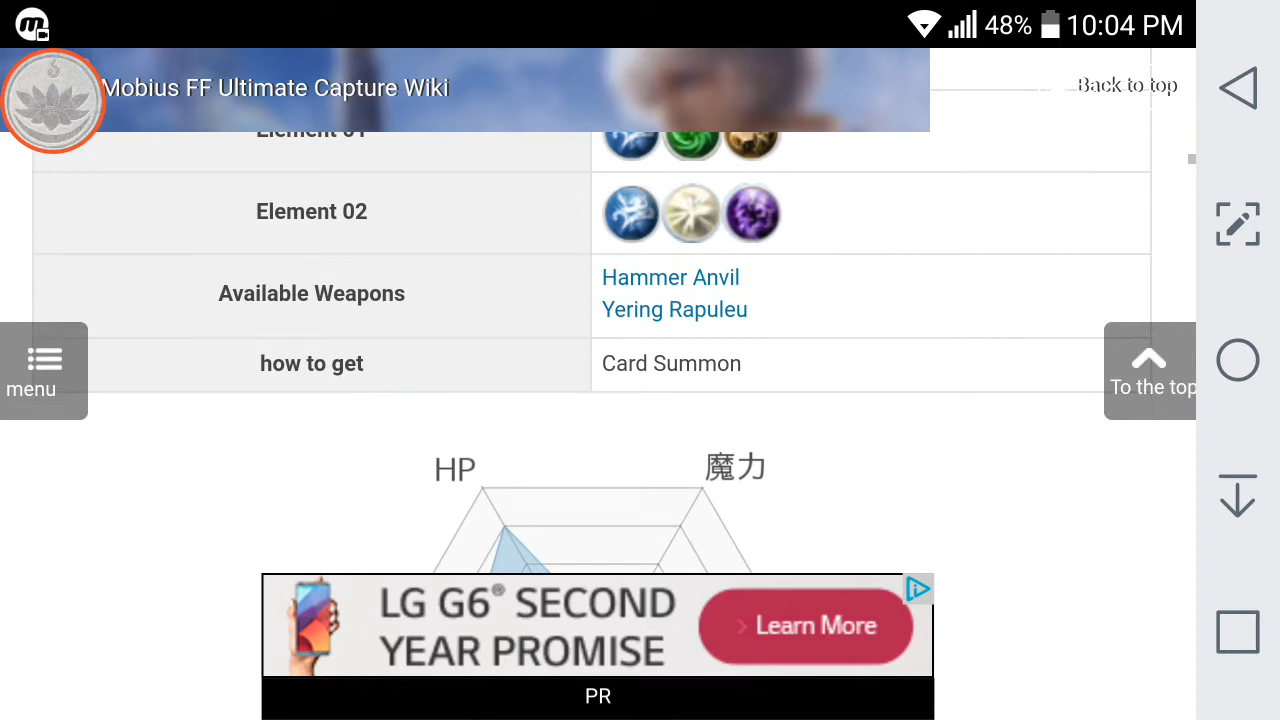 48% 10:04 PM
Mobius FF Ultimate Capture Wiki
Back to top
Element 01
Element 02
Available Weapons
Hammer Anvil
Yering Rapuleu
how to get
Card Summon
menu
To the top
HP
魔力
LG G6® SECOND
YEAR PROMISE
> Learn More
PR